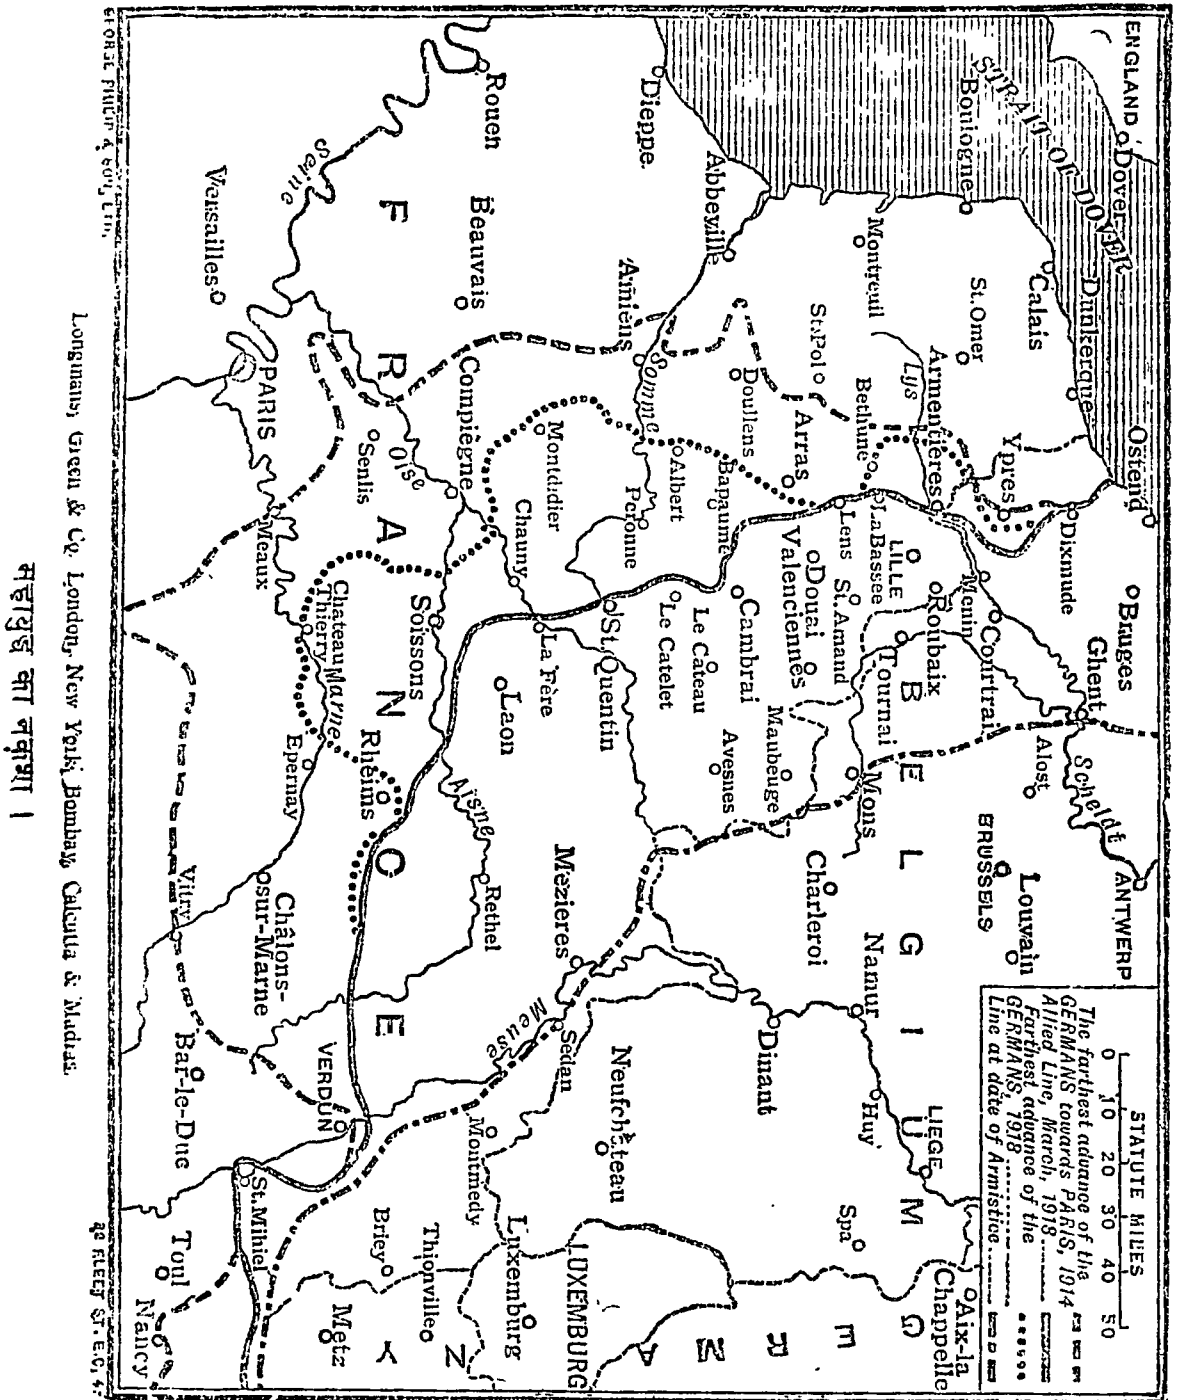 ENGLAND
Dover
STRAIT OF DOVER
Boulogne
Calais
Dunkerque
Ostend
Bruges
Ghent
Scheldt
ANTWERP
Alost
St. Omer
Montreuil
Lys
Armentières
Ypres
Dixmude
Menin
Courtrai
Roubaix
LILLE
Tournai
BRUSSELS
Louvain
STATUTE MILES
0 10 20 30 40 50
The farthest advance of the
GERMANS towards PARIS, 1914
Allied Line, March, 1918
Farthest advance of the
GERMANS, 1918
Line at date of Armistice
BELGIUM
Dieppe
Abbeville
St. Pol
Bethune
La Bassee
Lens
Arras
Doullens
Douai
St. Amand
Valenciennes
Mons
Maubeuge
Charleroi
Namur
Huy
LIEGE
Aix-la
Chappelle
Spa
Amiens
Somme
Albert
Bapaume
Peronne
Cambrai
Le Cateau
Le Catelet
Avesnes
Dinant
Rouen
Beauvais
Montdidier
Compiègne
Chauny
St. Quentin
La Fère
Laon
Mezieres
Sedan
Meuse
Neufchâteau
LUXEMBURG
Luxemburg
GERMANY
Seine
FRANCE
Oise
Senlis
Soissons
Aisne
Rethel
Rheims
Montmedy
Thionville
Briey
Metz
Versailles
PARIS
Meaux
Chateau
Thierry
Marne
Epernay
Châlons-
sur-Marne
VERDUN
St. Mihiel
Vitry
Bar-le-Duc
Toul
Nancy
GEORGE PHILIP & SON, LTD.
32 FLEET ST. E.C. 4.
Longmans, Green & Co. London, New York, Bombay, Calcutta & Madras.
महायुद्ध का नक़्शा ।